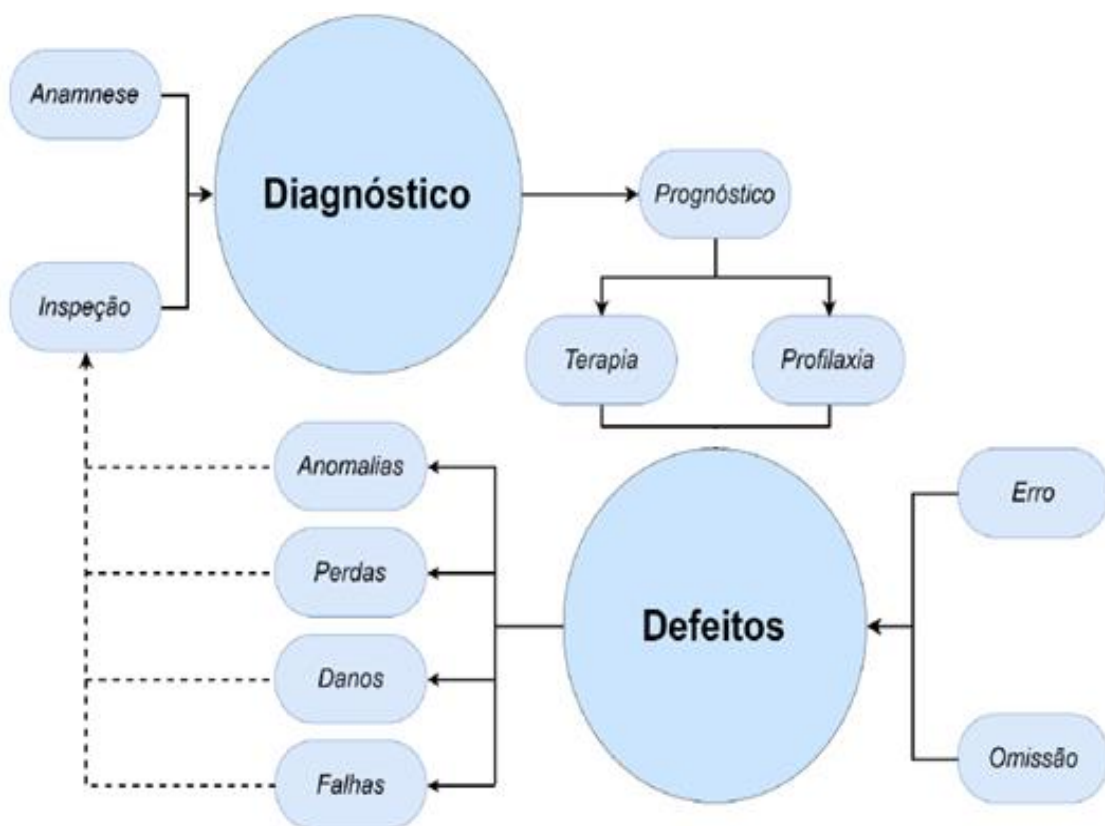 Anamnese
Diagnóstico
Prognóstico
Inspeção
Terapia
Profilaxia
Anomalias
Erro
Perdas
Defeitos
Danos
Omissão
Falhas